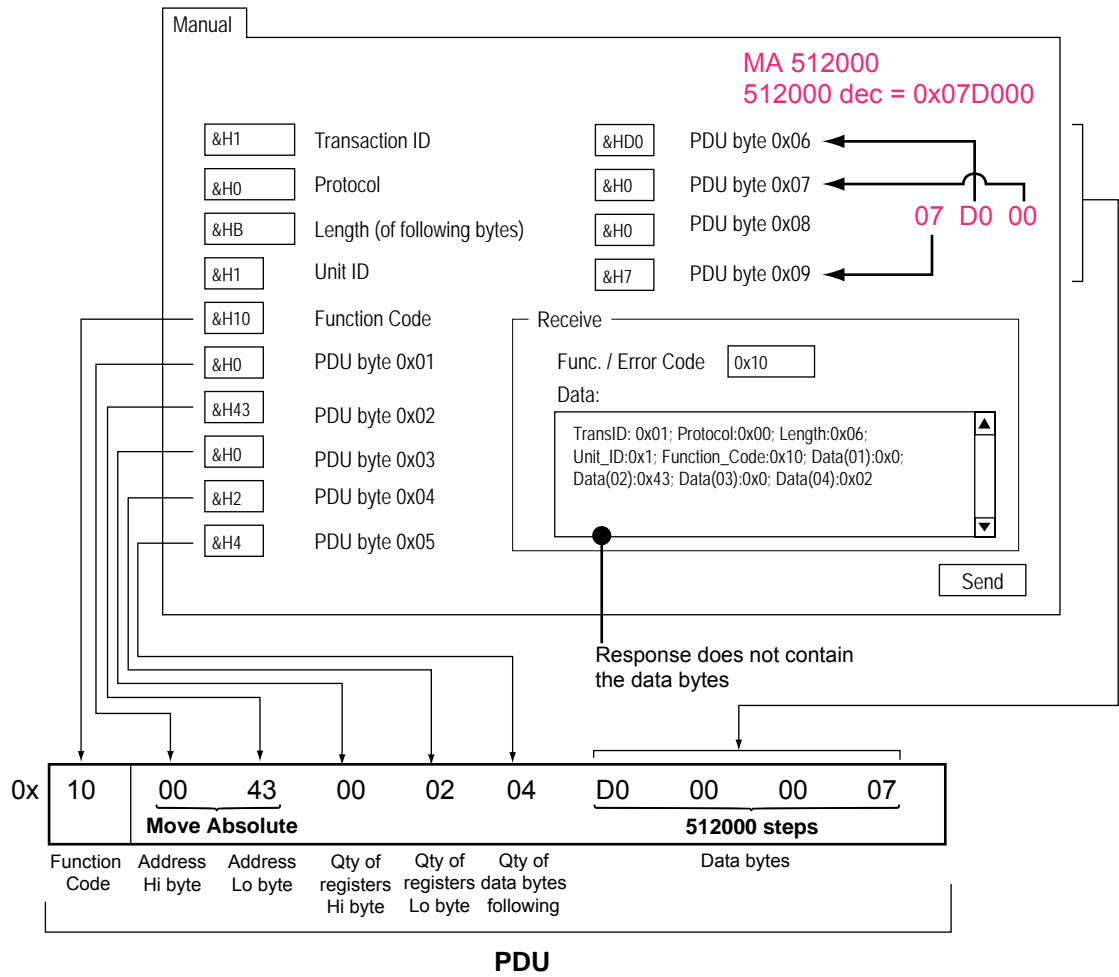 Manual
MA 512000
512000 dec = 0x07D000
&H1 Transaction ID
&H0 Protocol
&HB Length (of following bytes)
&H1 Unit ID
&H10 Function Code
&H0 PDU byte 0x01
&H43 PDU byte 0x02
&H0 PDU byte 0x03
&H2 PDU byte 0x04
&H4 PDU byte 0x05
&HD0 PDU byte 0x06
&H0 PDU byte 0x07
&H0 PDU byte 0x08
&H7 PDU byte 0x09
07 D0 00
Receive
Func. / Error Code 0x10
Data:
TransID: 0x01; Protocol:0x00; Length:0x06;
Unit_ID:0x1; Function_Code:0x10; Data(01):0x0;
Data(02):0x43; Data(03):0x0; Data(04):0x02
Send
Response does not contain
the data bytes
0x 10 00 43 00 02 04 D0 00 00 07
Move Absolute
512000 steps
Function
Code
Address
Hi byte
Address
Lo byte
Qty of
registers
Hi byte
Qty of
registers
Lo byte
Qty of
data bytes
following
Data bytes
PDU